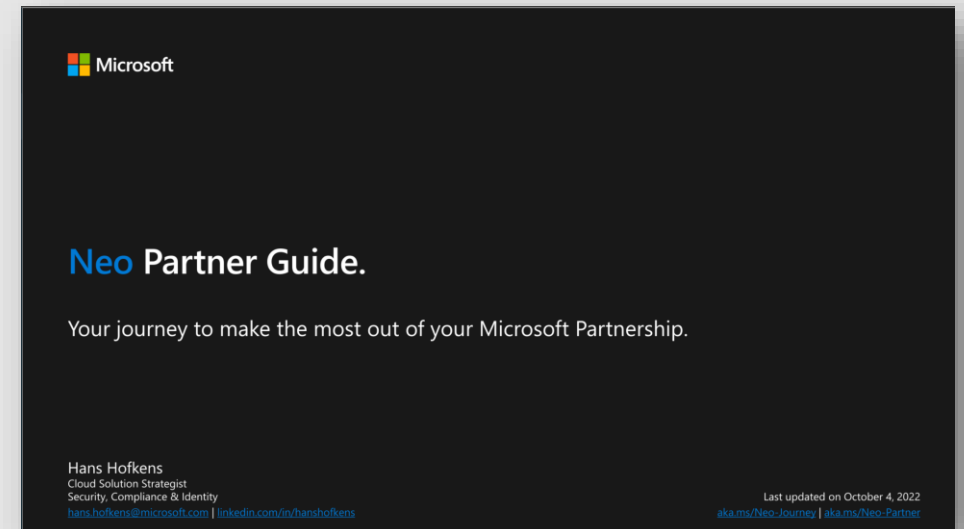 Microsoft
Neo Partner Guide.
Your journey to make the most out of your Microsoft Partnership.
Hans Hofkens
Cloud Solution Strategist
Security, Compliance & Identity
hans.hofkens@microsoft.com | linkedin.com/in/hanshofkens
Last updated on October 4, 2022
aka.ms/Neo-Journey | aka.ms/Neo-Partner